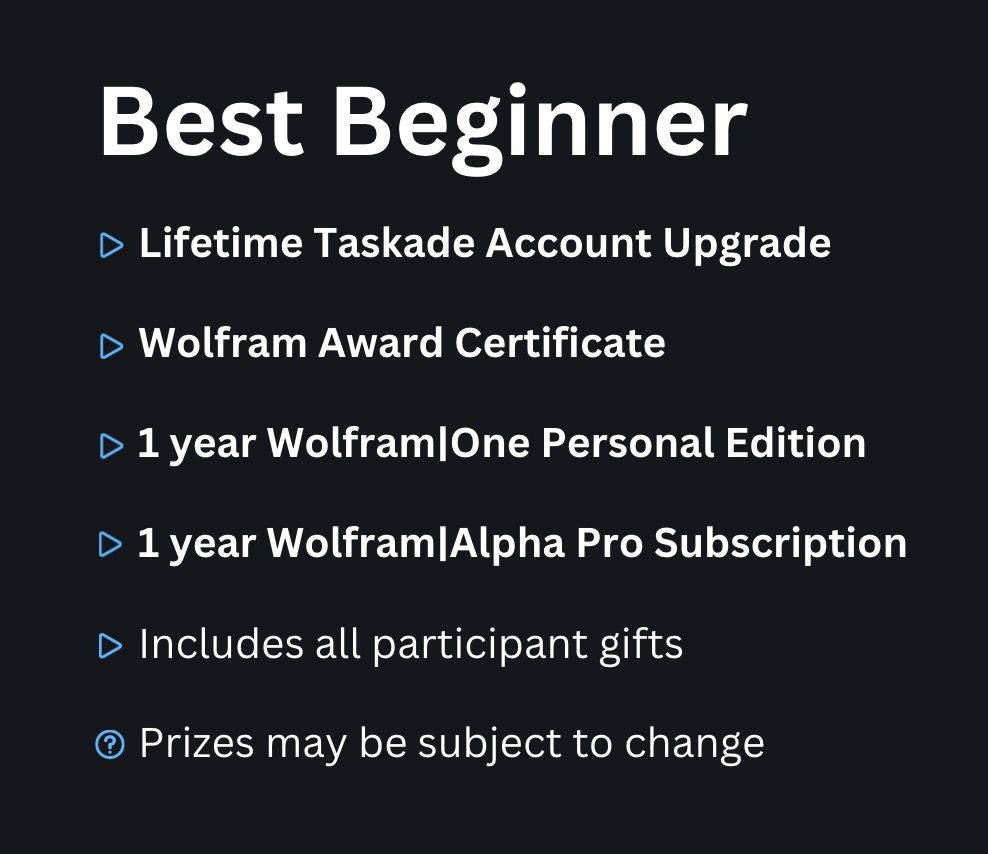 Best Beginner
Lifetime Taskade Account Upgrade
Wolfram Award Certificate
1 year Wolfram|One Personal Edition
1 year Wolfram|Alpha Pro Subscription
Includes all participant gifts
Prizes may be subject to change